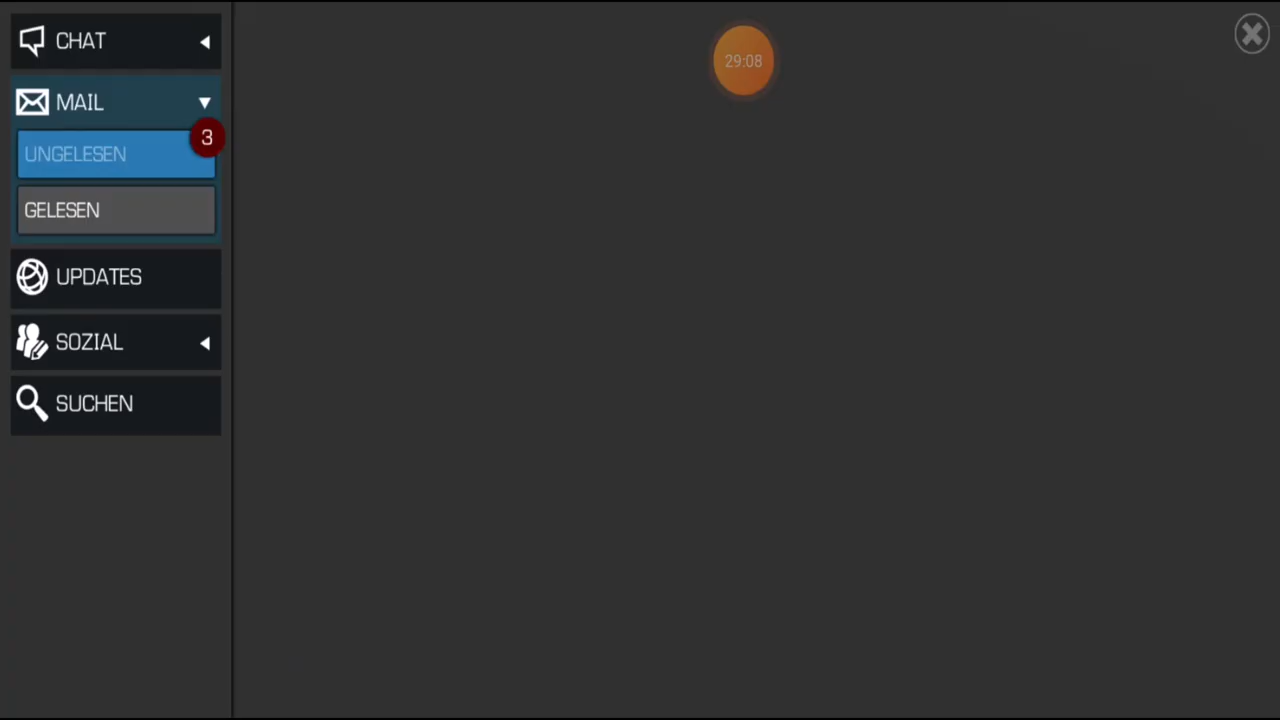 CHAT
29:08
MAIL
3
UNGELESEN
GELESEN
UPDATES
SOZIAL
SUCHEN